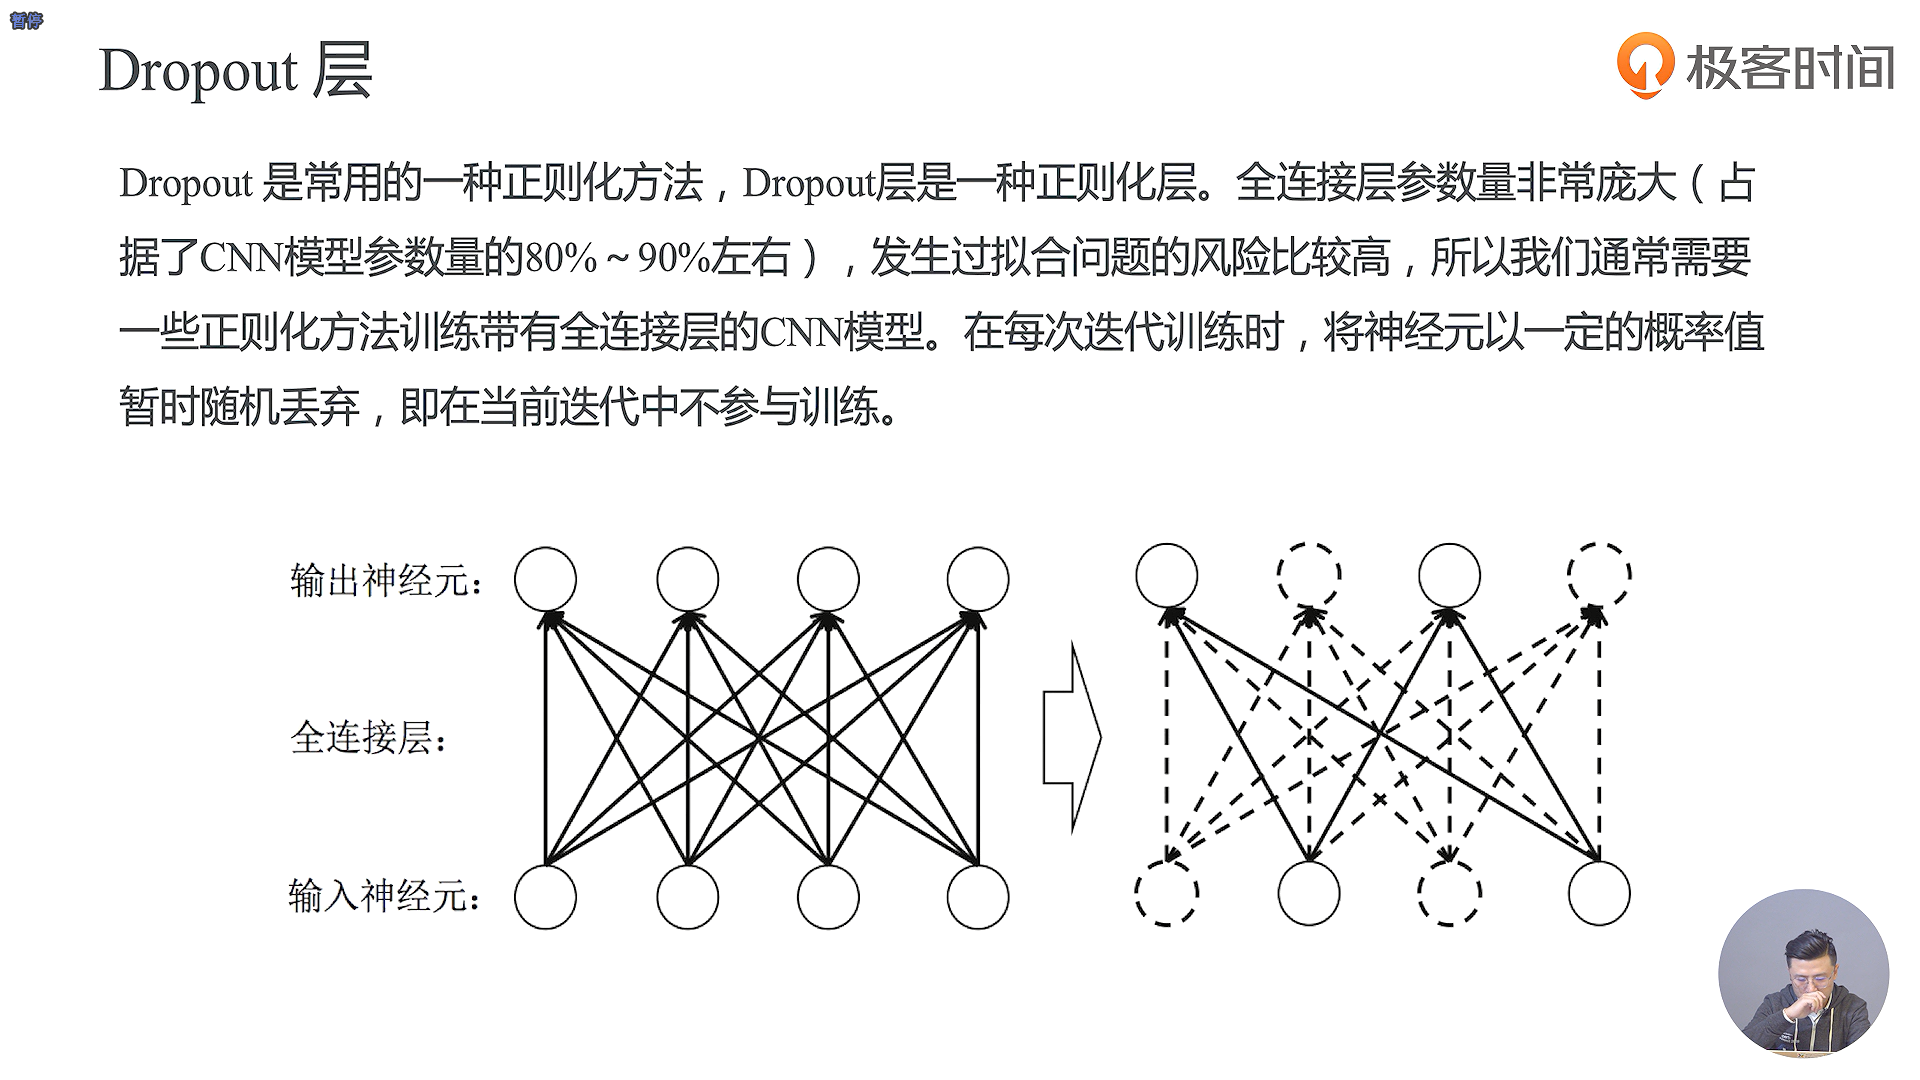 暂停
Dropout 层
极客时间
Dropout 是常用的一种正则化方法，Dropout层是一种正则化层。全连接层参数量非常庞大（占
据了CNN模型参数量的80%～90%左右），发生过拟合问题的风险比较高，所以我们通常需要
一些正则化方法训练带有全连接层的CNN模型。在每次迭代训练时，将神经元以一定的概率值
暂时随机丢弃，即在当前迭代中不参与训练。
输出神经元：
全连接层：
输入神经元：